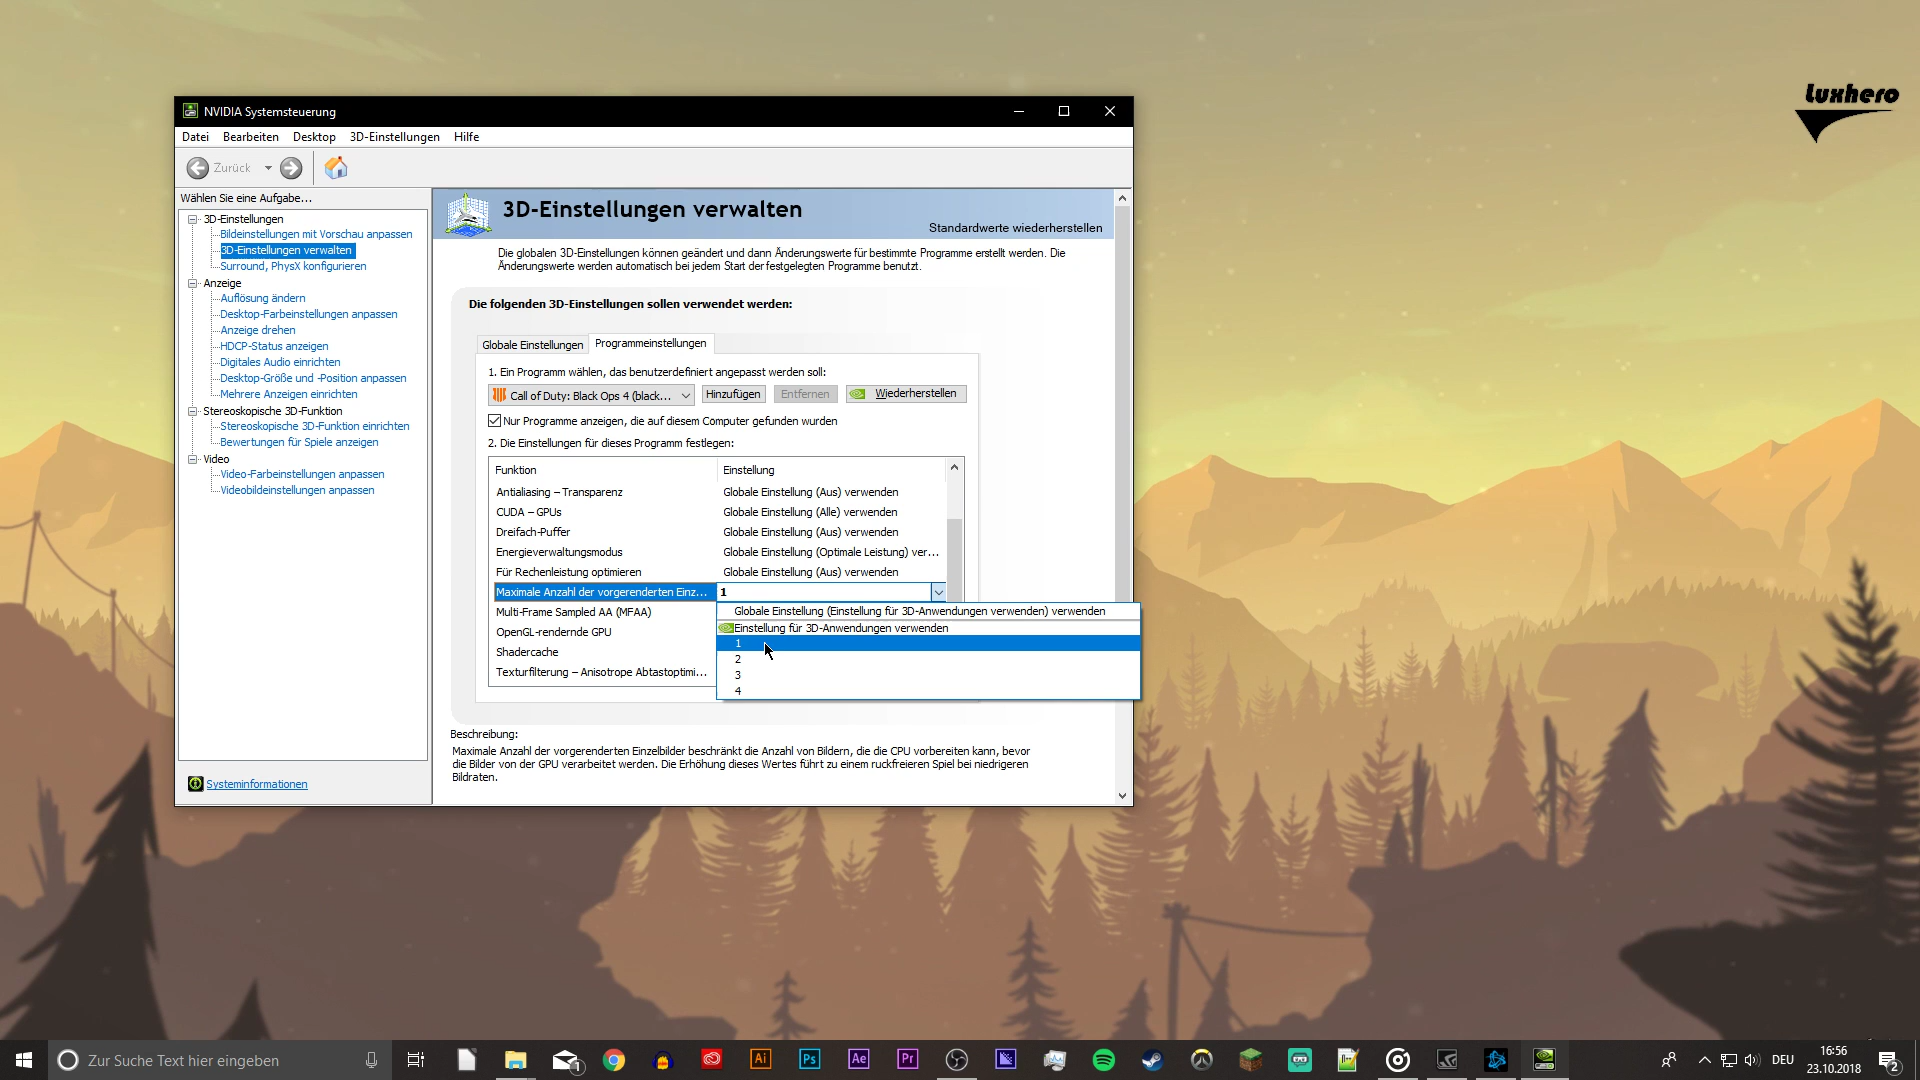 luxhero
NVIDIA Systemsteuerung
Datei Bearbeiten Desktop 3D-Einstellungen Hilfe
Zurück
Wählen Sie eine Aufgabe...
3D-Einstellungen
Bildeinstellungen mit Vorschau anpassen
3D-Einstellungen verwalten
Surround, PhysX konfigurieren
Anzeige
Auflösung ändern
Desktop-Farbeinstellungen anpassen
Anzeige drehen
HDCP-Status anzeigen
Digitales Audio einrichten
Desktop-Größe und -Position anpassen
Mehrere Anzeigen einrichten
Stereoskopische 3D-Funktion
Stereoskopische 3D-Funktion einrichten
Bewertungen für Spiele anzeigen
Video
Video-Farbeinstellungen anpassen
Videobildeinstellungen anpassen
Systeminformationen
3D-Einstellungen verwalten
Standardwerte wiederherstellen
Die globalen 3D-Einstellungen können geändert und dann Änderungswerte für bestimmte Programme erstellt werden. Die
Änderungswerte werden automatisch bei jedem Start der festgelegten Programme benutzt.
Die folgenden 3D-Einstellungen sollen verwendet werden:
Globale Einstellungen Programmeinstellungen
1. Ein Programm wählen, das benutzerdefiniert angepasst werden soll:
Call of Duty: Black Ops 4 (black... Hinzufügen Entfernen Wiederherstellen
Nur Programme anzeigen, die auf diesem Computer gefunden wurden
2. Die Einstellungen für dieses Programm festlegen:
Funktion Einstellung
Antialiasing – Transparenz Globale Einstellung (Aus) verwenden
CUDA – GPUs Globale Einstellung (Alle) verwenden
Dreifach-Puffer Globale Einstellung (Aus) verwenden
Energieverwaltungsmodus Globale Einstellung (Optimale Leistung) ver...
Für Rechenleistung optimieren Globale Einstellung (Aus) verwenden
Maximale Anzahl der vorgerenderten Einz... 1
Multi-Frame Sampled AA (MFAA) Globale Einstellung (Einstellung für 3D-Anwendungen verwenden) verwenden
OpenGL-rendernde GPU Einstellung für 3D-Anwendungen verwenden
1
Shadercache 2
Texturfilterung – Anisotrope Abtastoptimi... 3
4
Beschreibung:
Maximale Anzahl der vorgerenderten Einzelbilder beschränkt die Anzahl von Bildern, die die CPU vorbereiten kann, bevor
die Bilder von der GPU verarbeitet werden. Die Erhöhung dieses Wertes führt zu einem ruckfreieren Spiel bei niedrigeren
Bildraten.
Zur Suche Text hier eingeben 1 Ai Ps Ae Pr DEU 16:56 2
23.10.2018